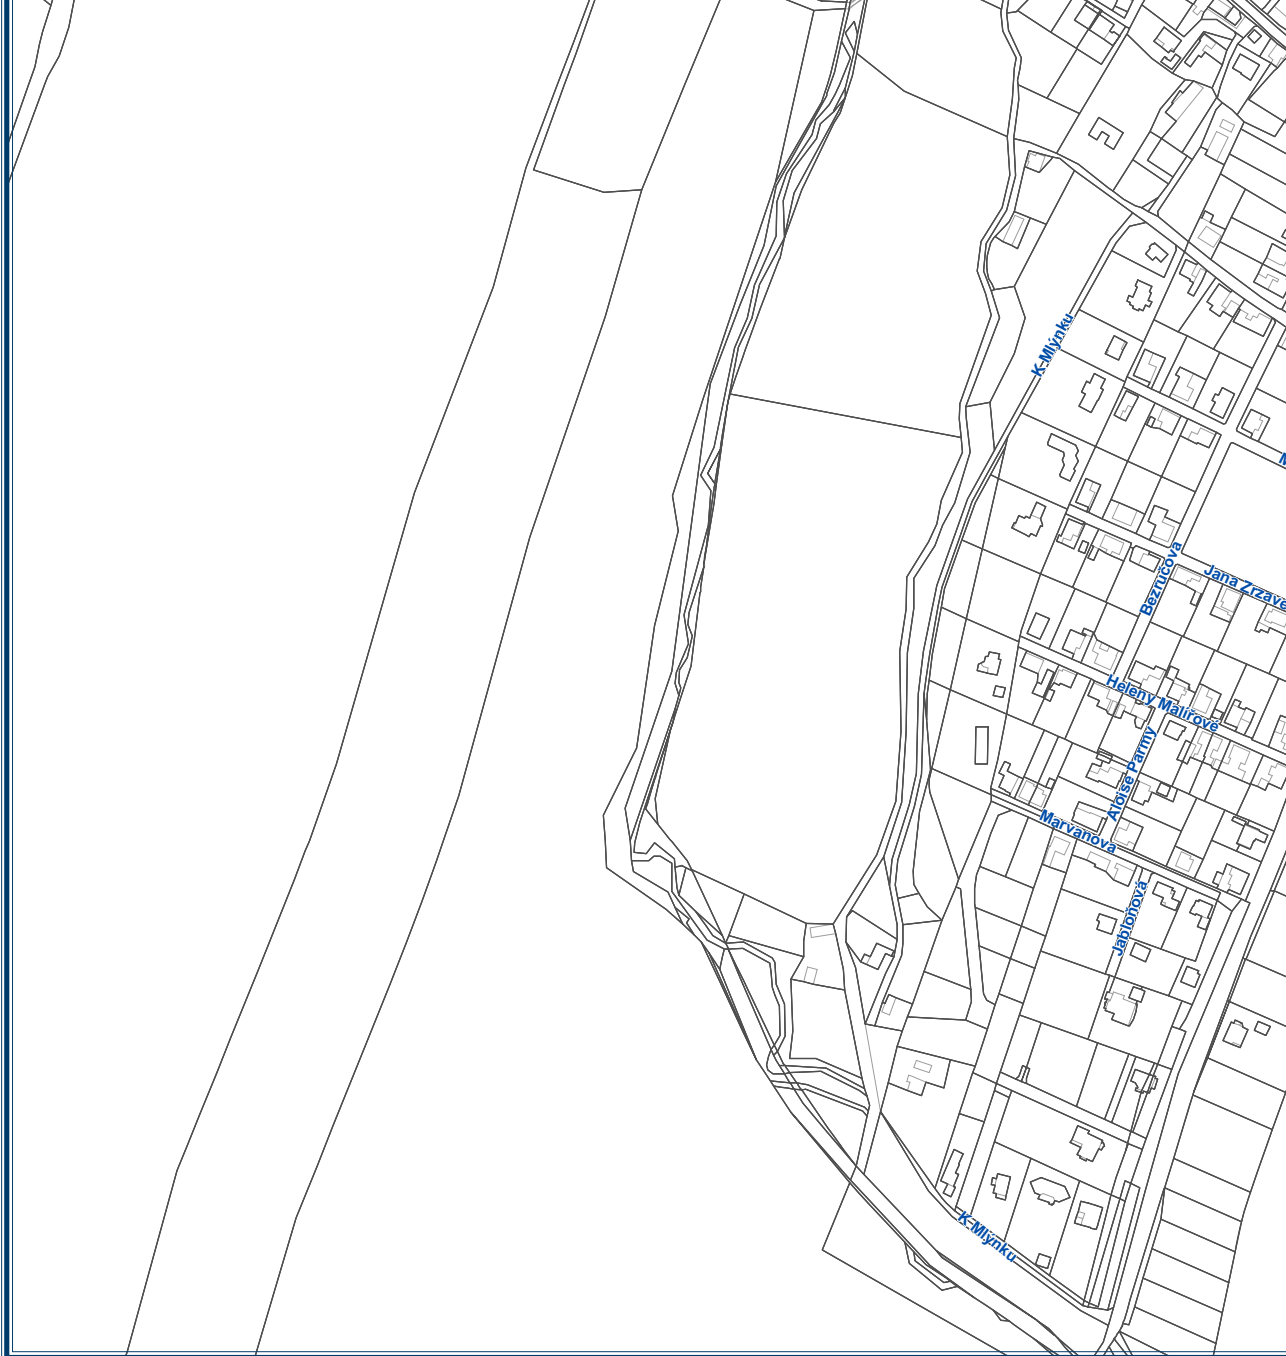 K Mlýnku
M
Bezručova
Jana Zrzavé
Heleny Malířové
Aloise Parmy
Marvanova
Jabloňová
K Mlýnku